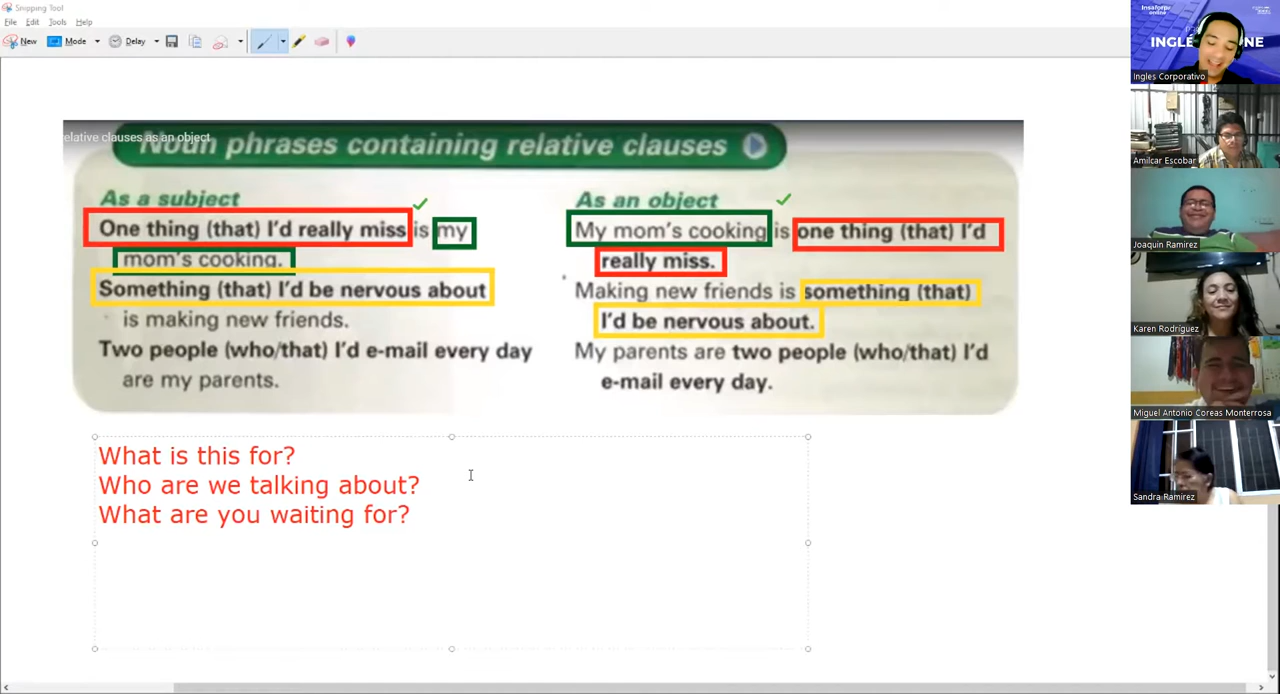 Snipping Tool
File Edit Tools Help
New Mode Delay
relative clauses as an object
Noun phrases containing relative clauses
As a subject
One thing (that) I'd really miss is my
mom's cooking.
Something (that) I'd be nervous about
is making new friends.
Two people (who/that) I'd e-mail every day
are my parents.
As an object
My mom's cooking is one thing (that) I'd
really miss.
Making new friends is something (that)
I'd be nervous about.
My parents are two people (who/that) I'd
e-mail every day.
What is this for?
Who are we talking about?
What are you waiting for?
Insaforp
online
INGLÉ NE
Ingles Corporativo
Amilcar Escobar
Joaquin Ramirez
Karen Rodríguez
Miguel Antonio Coreas Monterrosa
Sandra Ramirez